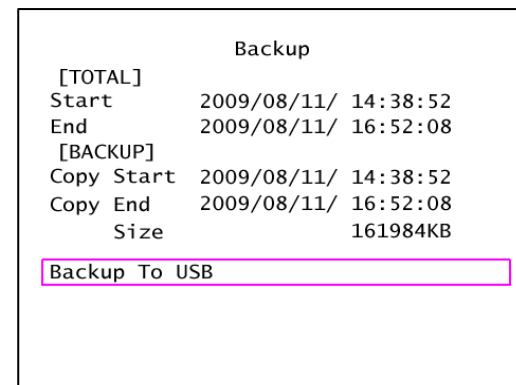 Backup
[TOTAL]
Start 2009/08/11/ 14:38:52
End 2009/08/11/ 16:52:08
[BACKUP]
Copy Start 2009/08/11/ 14:38:52
Copy End 2009/08/11/ 16:52:08
Size 161984KB
Backup To USB